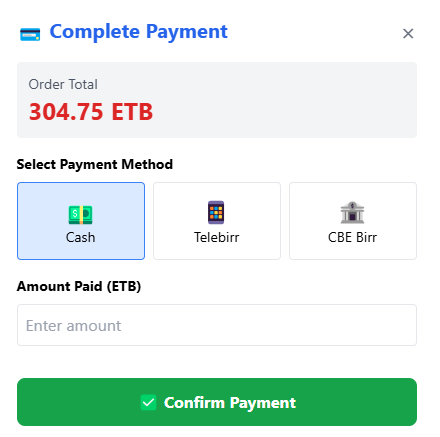 Complete Payment
×
Order Total
304.75 ETB
Select Payment Method
Cash
Telebirr
CBE Birr
Amount Paid (ETB)
Enter amount
Confirm Payment